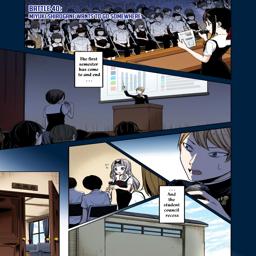 BATTLE 40:
MIYUKI SHIROGANE WANTS TO GO SOMEWHERE
The first
semester
has come
to and end
...
...
And the
student
council
recess